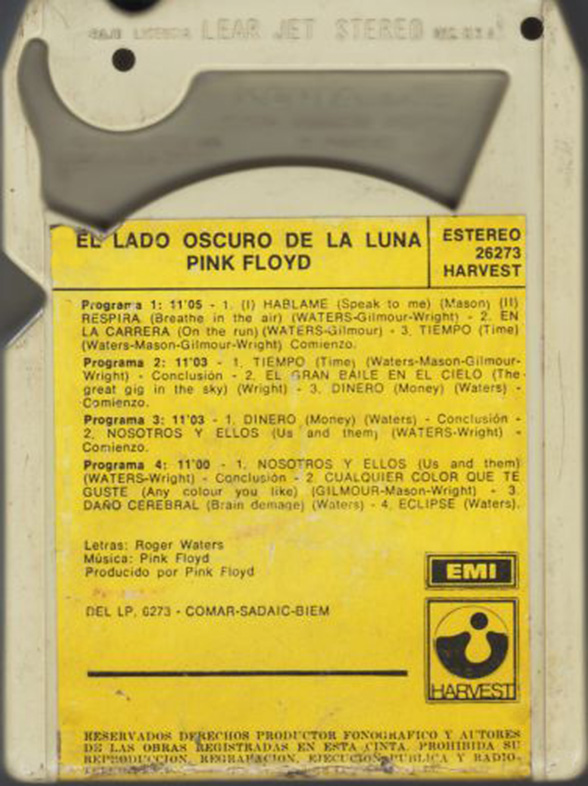 BAJO LICENCIA LEAR JET STEREO INC. U.S.A.
EL LADO OSCURO DE LA LUNA
PINK FLOYD
ESTEREO
26273
HARVEST
Programa 1: 11'05 - 1. (I) HABLAME (Speak to me) (Mason) (II)
RESPIRA (Breathe in the air) (WATERS-Gilmour-Wright) - 2. EN
LA CARRERA (On the run) (WATERS-Gilmour) - 3. TIEMPO (Time)
(Waters-Mason-Gilmour-Wright) Comienzo.
Programa 2: 11'03 - 1. TIEMPO (Time) (Waters-Mason-Gilmour-
Wright) - Conclusión - 2. EL GRAN BAILE EN EL CIELO (The
great gig in the sky) (Wright) - 3. DINERO (Money) (Waters) -
Comienzo.
Programa 3: 11'03 - 1. DINERO (Money) (Waters) - Conclusión -
2. NOSOTROS Y ELLOS (Us and them) (WATERS-Wright) -
Comienzo.
Programa 4: 11'00 - 1. NOSOTROS Y ELLOS (Us and them)
(WATERS-Wright) - Conclusión - 2. CUALQUIER COLOR QUE TE
GUSTE (Any colour you like) (GILMOUR-Mason-Wright) - 3.
DAÑO CEREBRAL (Brain demage) (Waters) - 4. ECLIPSE (Waters).
Letras: Roger Waters
Música: Pink Floyd
Producido por Pink Floyd
EMI
DEL LP. 6273 - COMAR-SADAIC-BIEM
HARVEST
RESERVADOS DERECHOS PRODUCTOR FONOGRAFICO Y AUTORES
DE LAS OBRAS REGISTRADAS EN ESTA CINTA. PROHIBIDA SU
REPRODUCCION, REGRABACION, EJECUCION PUBLICA Y RADIO-